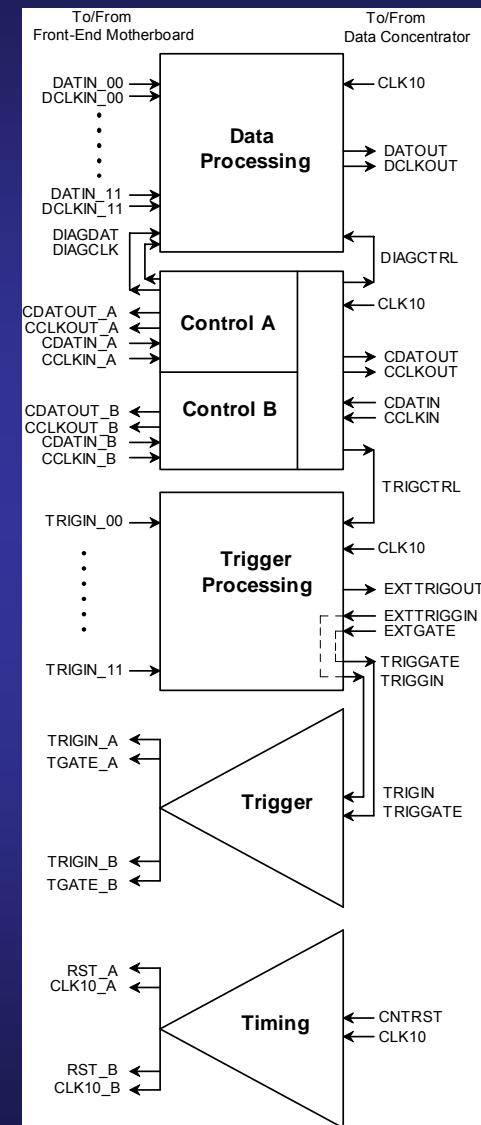 To/From
Front-End Motherboard
To/From
Data Concentrator
DATIN_00
DCLKIN_00
DATIN_11
DCLKIN_11
DIAGDAT
DIAGCLK
Data
Processing
CLK10
DATOUT
DCLKOUT
DIAGCTRL
CDATOUT_A
CCLKOUT_A
CDATIN_A
CCLKIN_A
Control A
CLK10
CDATOUT
CCLKOUT
CDATOUT_B
CCLKOUT_B
CDATIN_B
CCLKIN_B
Control B
CDATIN
CCLKIN
TRIGCTRL
TRIGIN_00
TRIGIN_11
Trigger
Processing
CLK10
EXTTRIGOUT
EXTTRIGGIN
EXTGATE
TRIGGATE
TRIGGIN
TRIGIN_A
TGATE_A
TRIGIN_B
TGATE_B
Trigger
TRIGIN
TRIGGATE
RST_A
CLK10_A
RST_B
CLK10_B
Timing
CNTRST
CLK10